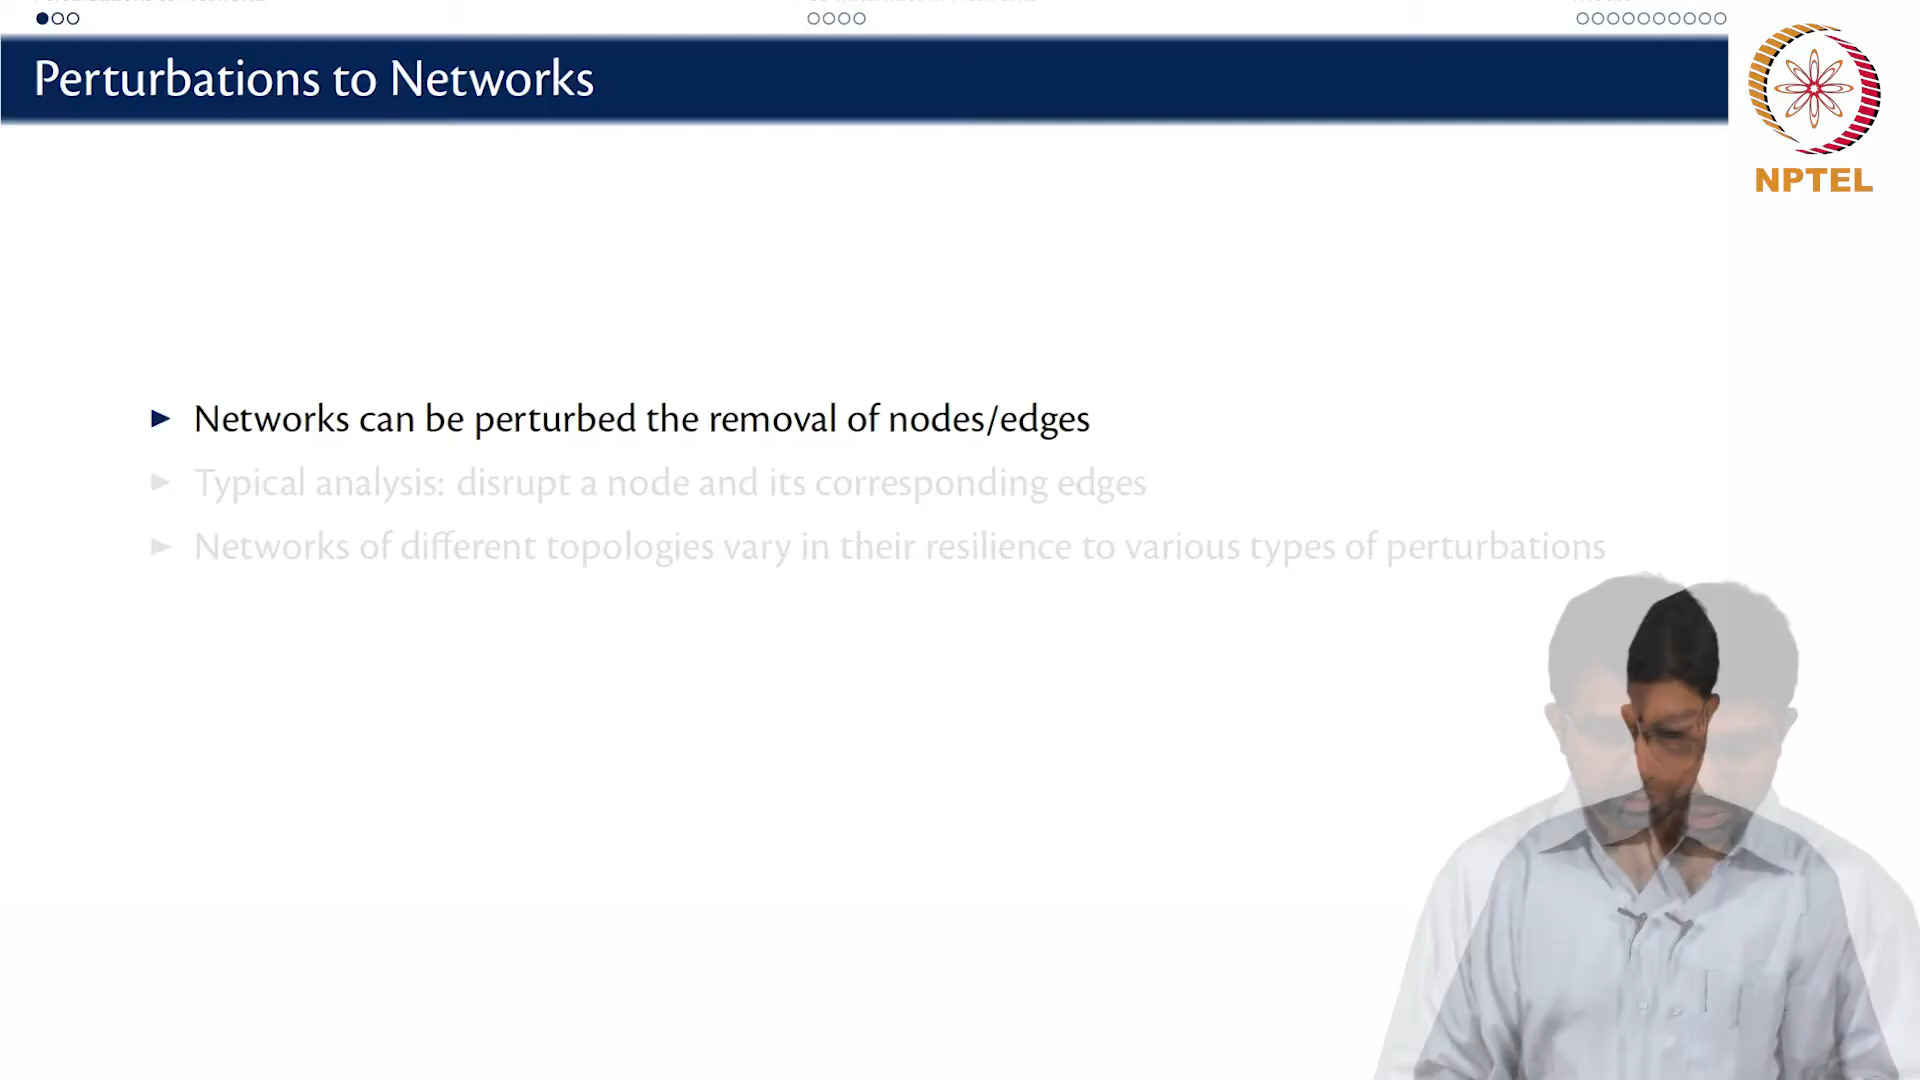 Perturbations to Networks
NPTEL
Networks can be perturbed the removal of nodes/edges
Typical analysis: disrupt a node and its corresponding edges
Networks of different topologies vary in their resilience to various types of perturbations